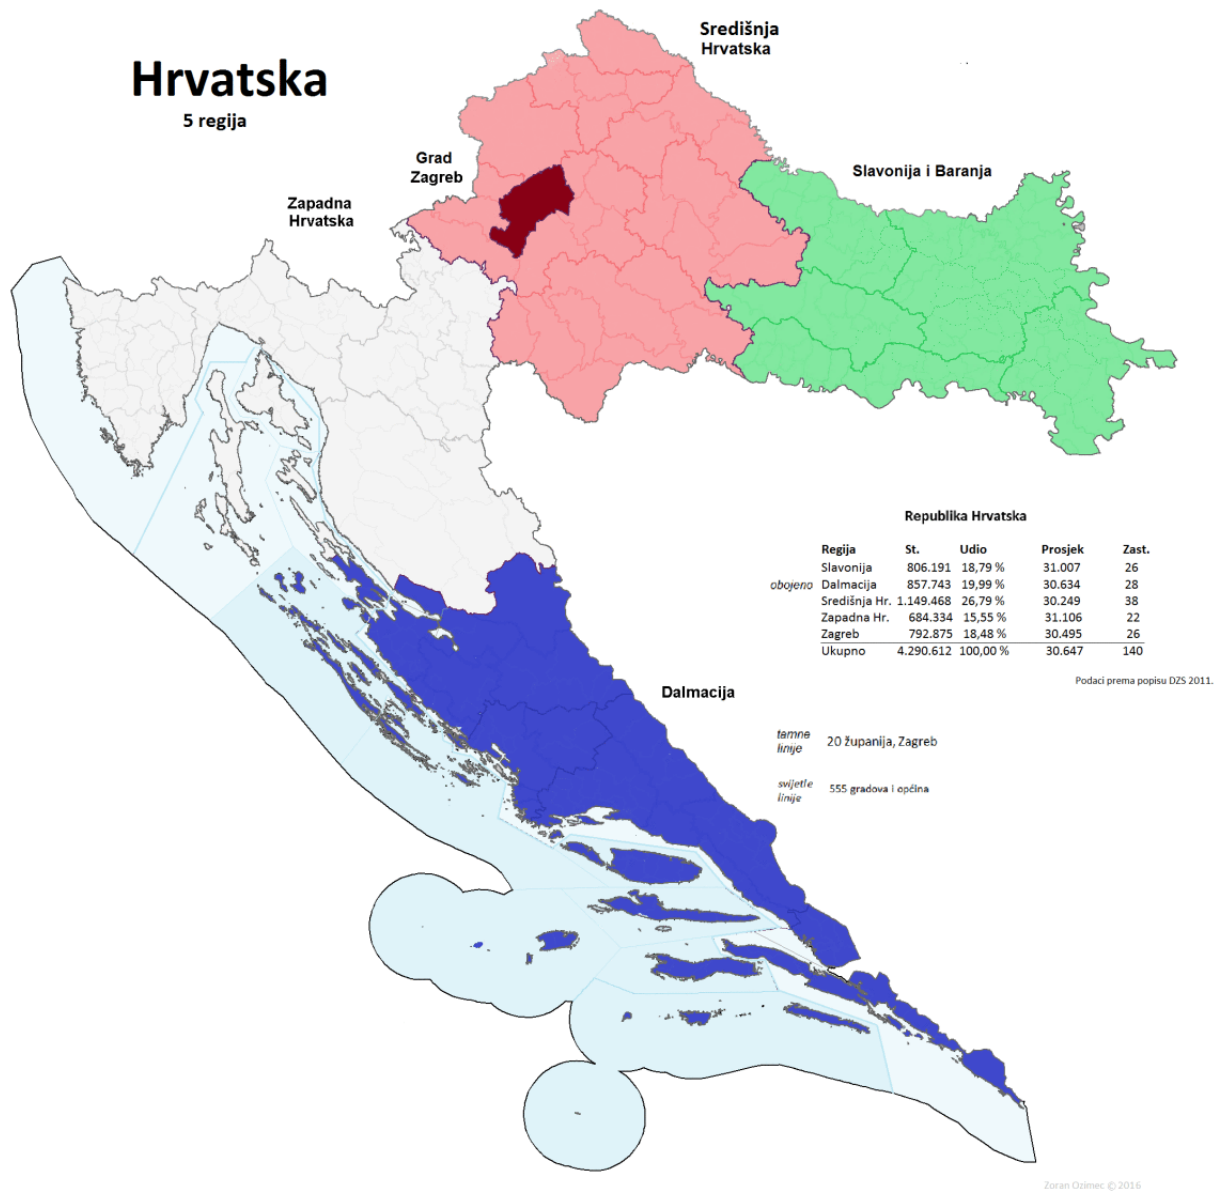 Hrvatska
5 regija
Središnja
Hrvatska
Grad
Zagreb
Zapadna
Hrvatska
Slavonija i Baranja
Dalmacija
Republika Hrvatska
Regija St. Udio Prosjek Zast.
Slavonija 806.191 18,79 % 31.007 26
obojeno Dalmacija 857.743 19,99 % 30.634 28
Središnja Hr. 1.149.468 26,79 % 30.249 38
Zapadna Hr. 684.334 15,55 % 31.106 22
Zagreb 792.875 18,48 % 30.495 26
Ukupno 4.290.612 100,00 % 30.647 140
Podaci prema popisu DZS 2011.
tamne
linije
20 županija, Zagreb
svijetle
linije
555 gradova i općina
Zoran Ozimec © 2016